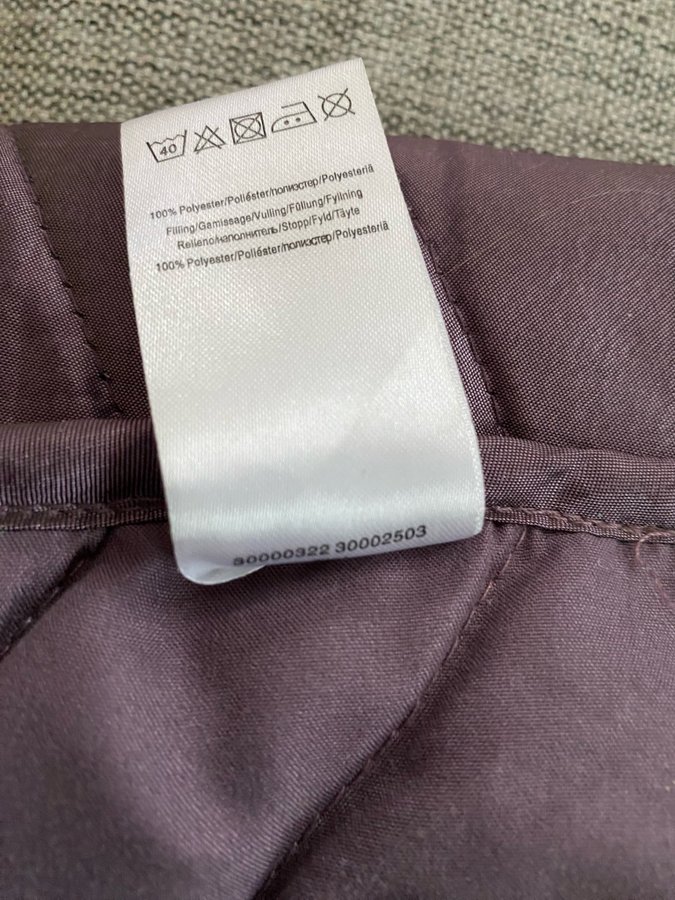 40
100% Polyester/Poliéster/полиэстер/Polyesteriä
Filling/Garnissage/Vulling/Füllung/Fyllning
Relleno/наполнитель/Stopp/Fyld/Täyte
100% Polyester/Poliéster/полиэстер/Polyesteriä
30000322 30002503